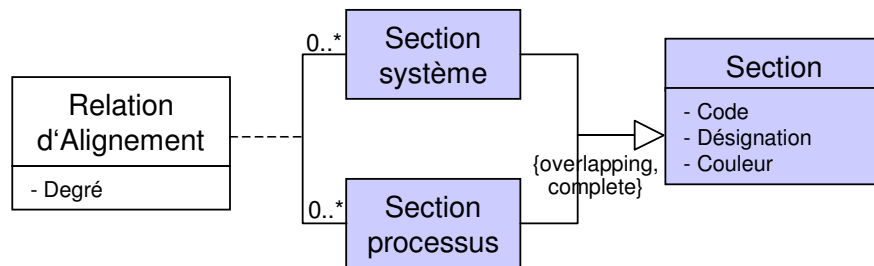 Relation
d‘Alignement
- Degré
0..*
Section
système
0..*
Section
processus
{overlapping,
complete}
Section
- Code
- Désignation
- Couleur